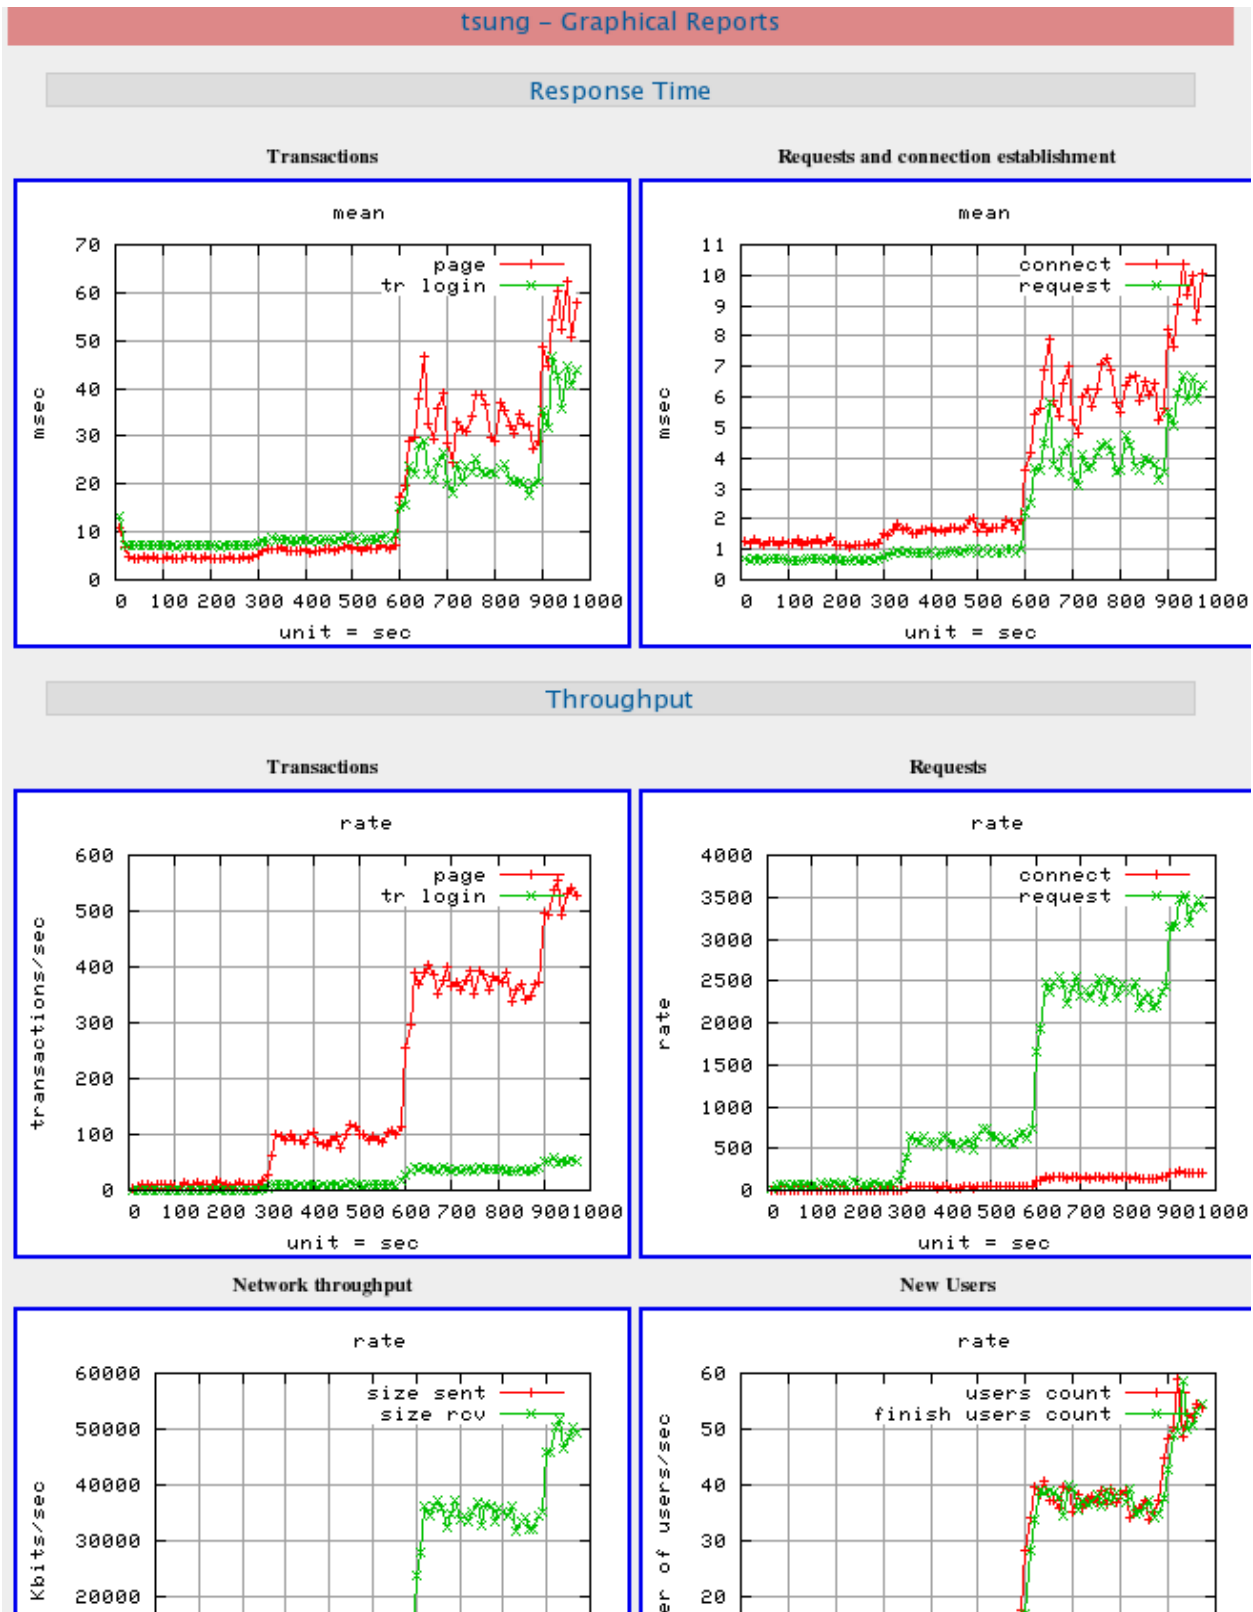 tsung – Graphical Reports
Response Time
Transactions
Requests and connection establishment
mean
70
60
50
40
30
20
10
0
msec
page
tr login
0 100 200 300 400 500 600 700 800 900 1000
unit = sec
mean
11
10
9
8
7
6
5
4
3
2
1
0
msec
connect
request
0 100 200 300 400 500 600 700 800 900 1000
unit = sec
Throughput
Transactions
Requests
rate
600
500
400
300
200
100
0
transactions/sec
page
tr login
0 100 200 300 400 500 600 700 800 900 1000
unit = sec
rate
4000
3500
3000
2500
2000
1500
1000
500
0
rate
connect
request
0 100 200 300 400 500 600 700 800 900 1000
unit = sec
Network throughput
New Users
rate
60000
50000
40000
30000
20000
Kbits/sec
size sent
size rcv
rate
60
50
40
30
20
er of users/sec
users count
finish users count